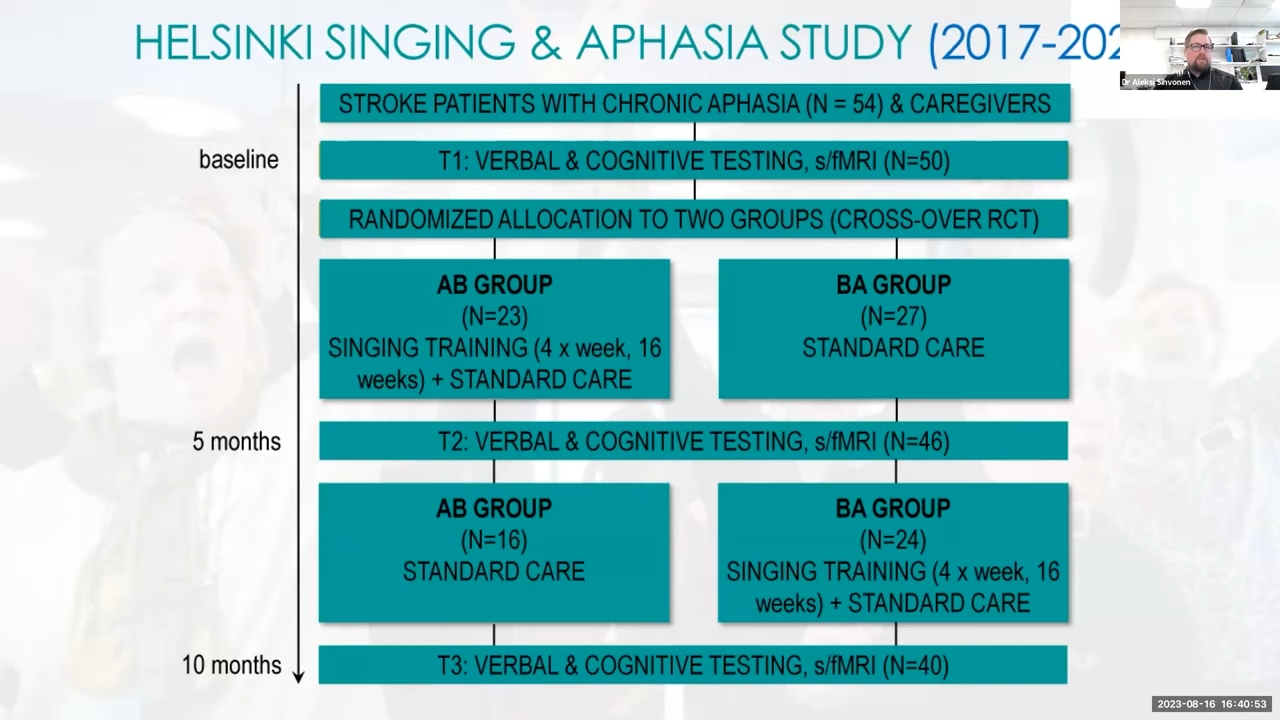 HELSINKI SINGING & APHASIA STUDY (2017-202
Dr Aleksi Sihvonen
STROKE PATIENTS WITH CHRONIC APHASIA (N = 54) & CAREGIVERS
baseline
T1: VERBAL & COGNITIVE TESTING, s/fMRI (N=50)
RANDOMIZED ALLOCATION TO TWO GROUPS (CROSS-OVER RCT)
AB GROUP
(N=23)
SINGING TRAINING (4 x week, 16
weeks) + STANDARD CARE
BA GROUP
(N=27)
STANDARD CARE
5 months
T2: VERBAL & COGNITIVE TESTING, s/fMRI (N=46)
AB GROUP
(N=16)
STANDARD CARE
BA GROUP
(N=24)
SINGING TRAINING (4 x week, 16
weeks) + STANDARD CARE
10 months
T3: VERBAL & COGNITIVE TESTING, s/fMRI (N=40)
2023-08-16 16:40:53